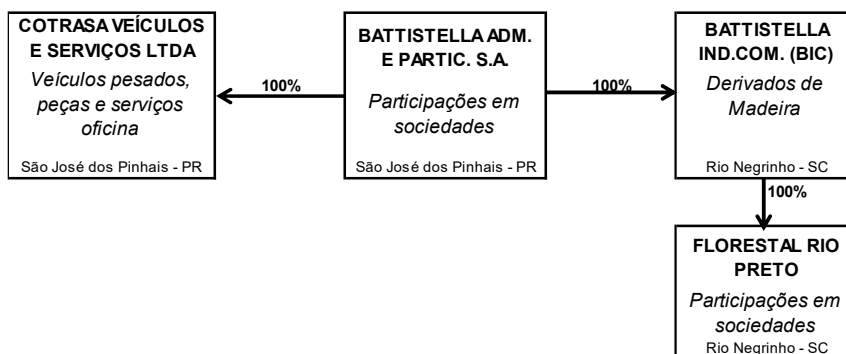 COTRASA VEÍCULOS
E SERVIÇOS LTDA
Veículos pesados,
peças e serviços
oficina
São José dos Pinhais - PR
100%
BATTISTELLA ADM.
E PARTIC. S.A.
Participações em
sociedades
São José dos Pinhais - PR
100%
BATTISTELLA
IND.COM. (BIC)
Derivados de
Madeira
Rio Negrinho - SC
100%
FLORESTAL RIO
PRETO
Participações em
sociedades
Rio Negrinho - SC